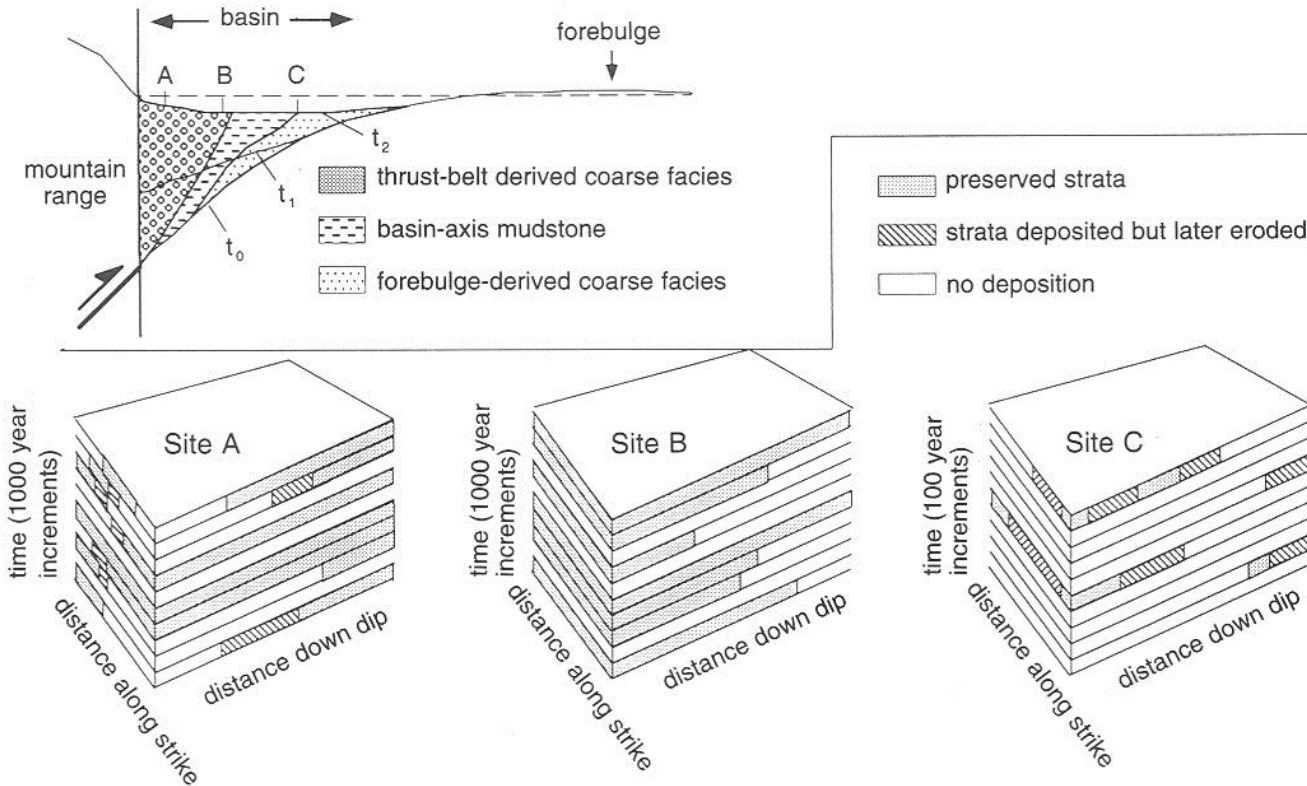 basin
forebulge
A B C
mountain
range
t2
t1
t0
thrust-belt derived coarse facies
basin-axis mudstone
forebulge-derived coarse facies
preserved strata
strata deposited but later eroded
no deposition
time (1000 year
increments)
Site A
distance along strike
distance down dip
time (1000 year
increments)
Site B
distance along strike
distance down dip
time (100 year
increments)
Site C
distance along strike
distance down dip